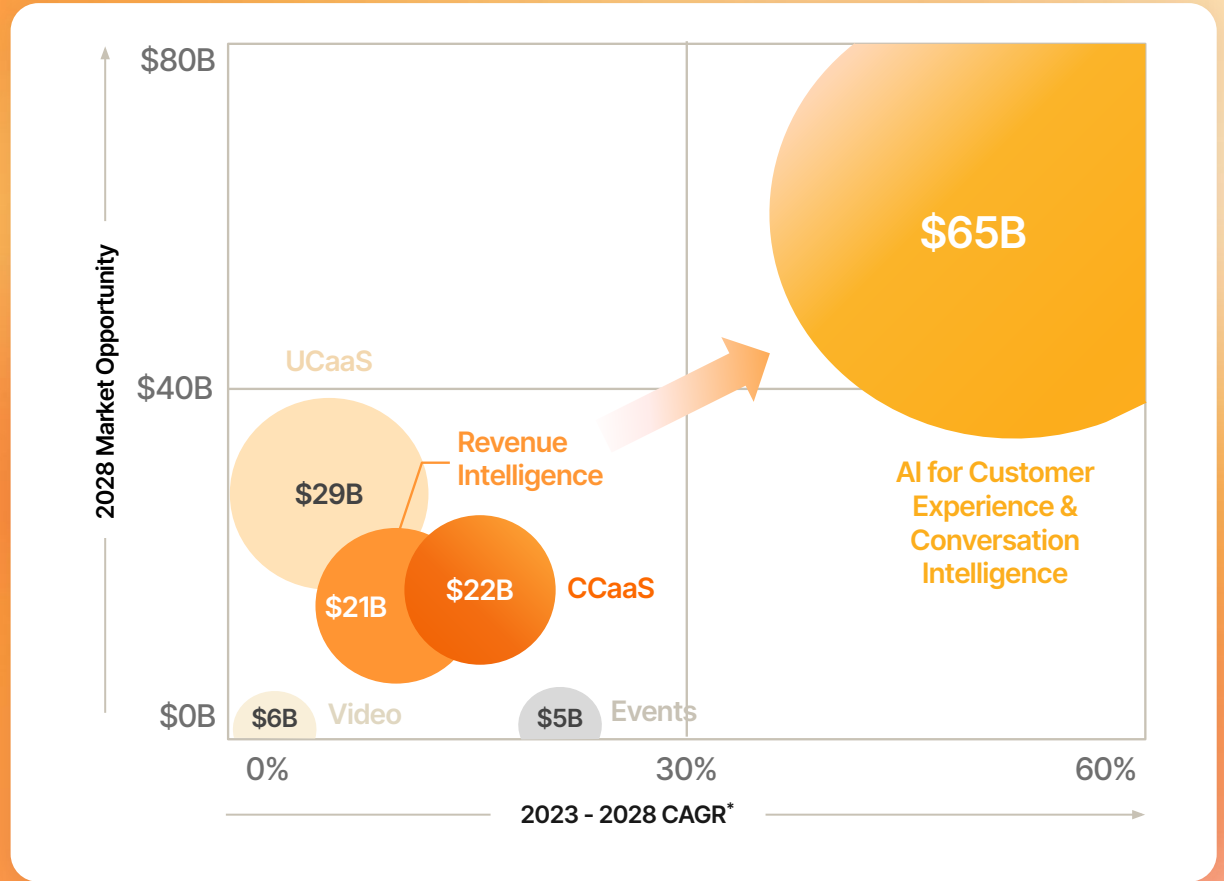 $80B
$65B
2028 Market Opportunity
UCaaS
$40B
Revenue
Intelligence
$29B
AI for Customer
Experience &
Conversation
Intelligence
$21B
$22B
CCaaS
$0B
$6B
Video
$5B
Events
0%
30%
60%
2023 - 2028 CAGR*